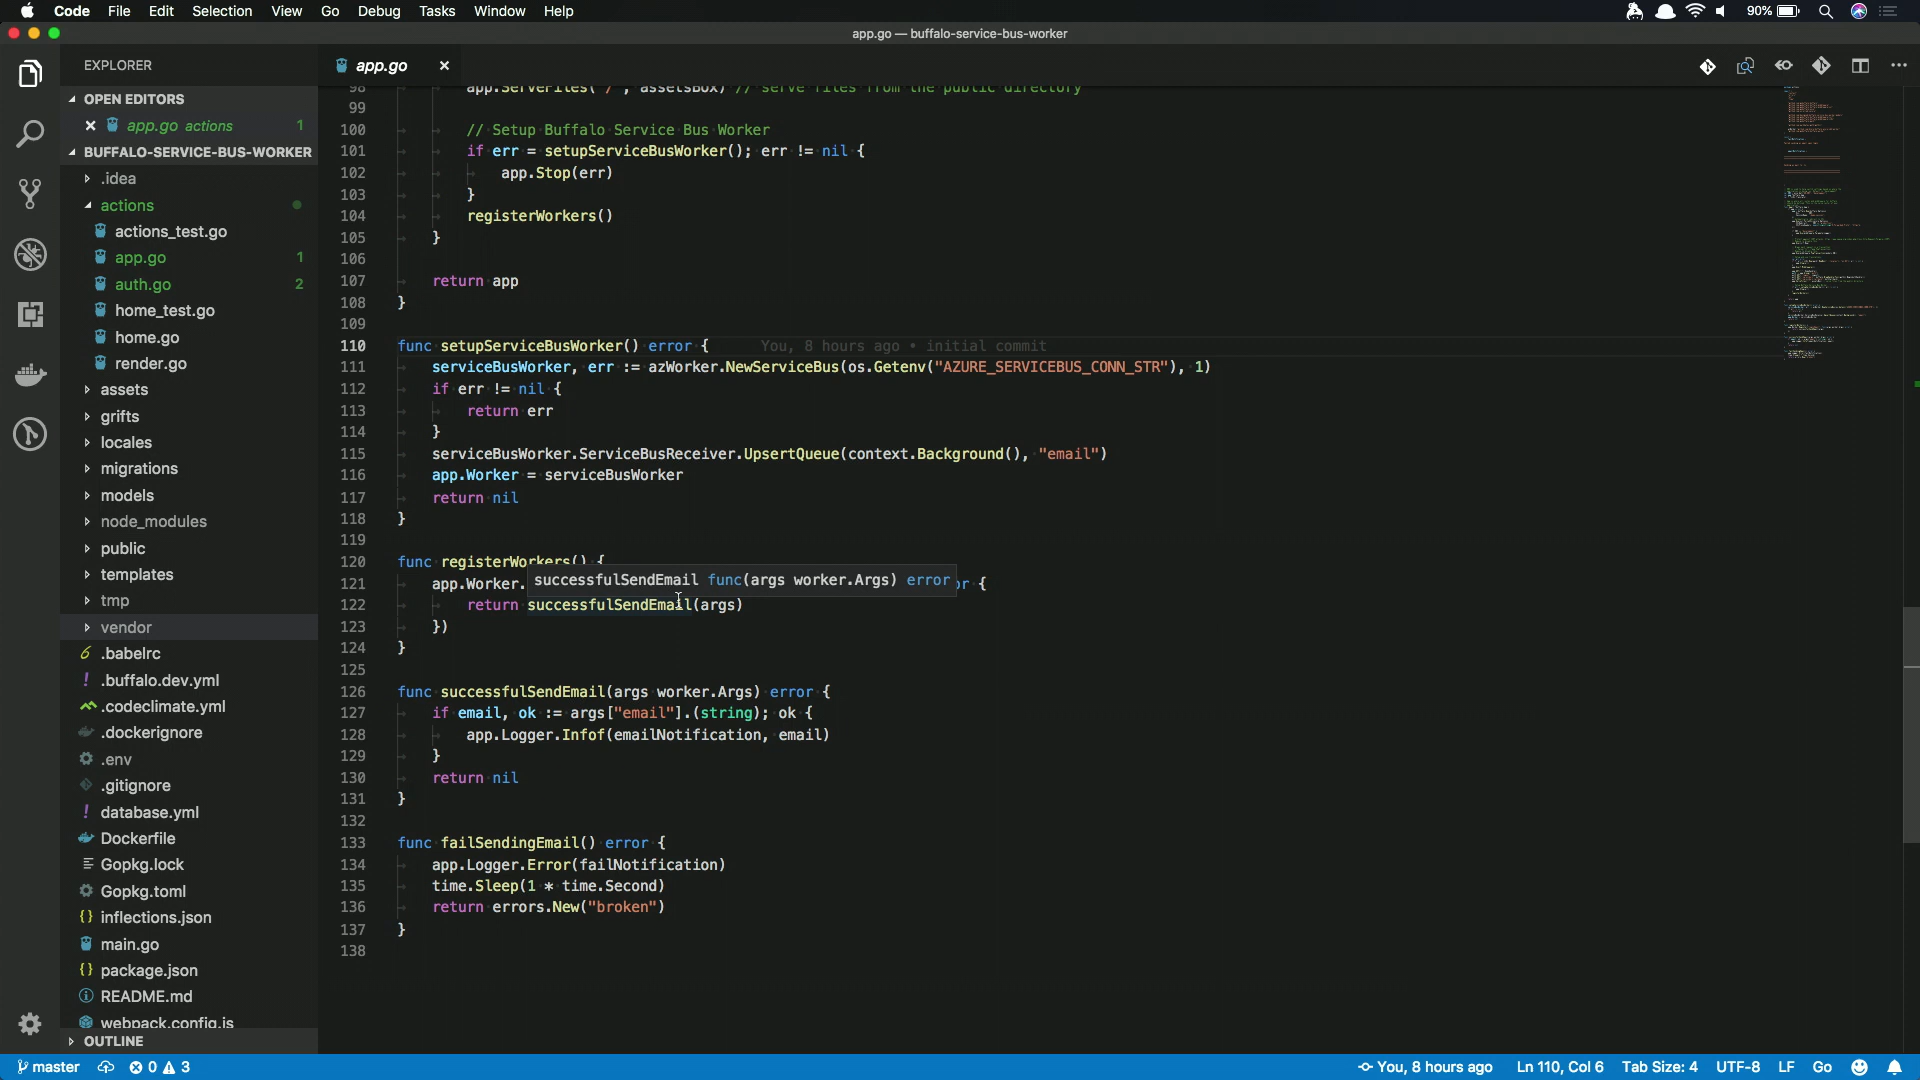 Code File Edit Selection View Go Debug Tasks Window Help 90%
app.go — buffalo-service-bus-worker
EXPLORER
app.go
OPEN EDITORS
app.go actions 1
BUFFALO-SERVICE-BUS-WORKER
.idea
actions
actions_test.go
app.go 1
auth.go 2
home_test.go
home.go
render.go
assets
grifts
locales
migrations
models
node_modules
public
templates
tmp
vendor
.babelrc
.buffalo.dev.yml
.codeclimate.yml
.dockerignore
.env
.gitignore
database.yml
Dockerfile
Gopkg.lock
Gopkg.toml
inflections.json
main.go
package.json
README.md
webpack.config.js
OUTLINE
98 app.ServeFiles("/", assetsBox) // serve files from the public directory
99
100 // Setup Buffalo Service Bus Worker
101 if err = setupServiceBusWorker(); err != nil {
102 app.Stop(err)
103 }
104 registerWorkers()
105 }
106
107 return app
108 }
109
110 func setupServiceBusWorker() error { You, 8 hours ago • initial commit
111 serviceBusWorker, err := azWorker.NewServiceBus(os.Getenv("AZURE_SERVICEBUS_CONN_STR"), 1)
112 if err != nil {
113 return err
114 }
115 serviceBusWorker.ServiceBusReceiver.UpsertQueue(context.Background(), "email")
116 app.Worker = serviceBusWorker
117 return nil
118 }
119
120 func registerWorkers() {
successfulSendEmail func(args worker.Args) error
121 app.Worker. or {
122 return successfulSendEmail(args)
123 })
124 }
125
126 func successfulSendEmail(args worker.Args) error {
127 if email, ok := args["email"].(string); ok {
128 app.Logger.Infof(emailNotification, email)
129 }
130 return nil
131 }
132
133 func failSendingEmail() error {
134 app.Logger.Error(failNotification)
135 time.Sleep(1 * time.Second)
136 return errors.New("broken")
137 }
138
master 0 3 You, 8 hours ago Ln 110, Col 6 Tab Size: 4 UTF-8 LF Go